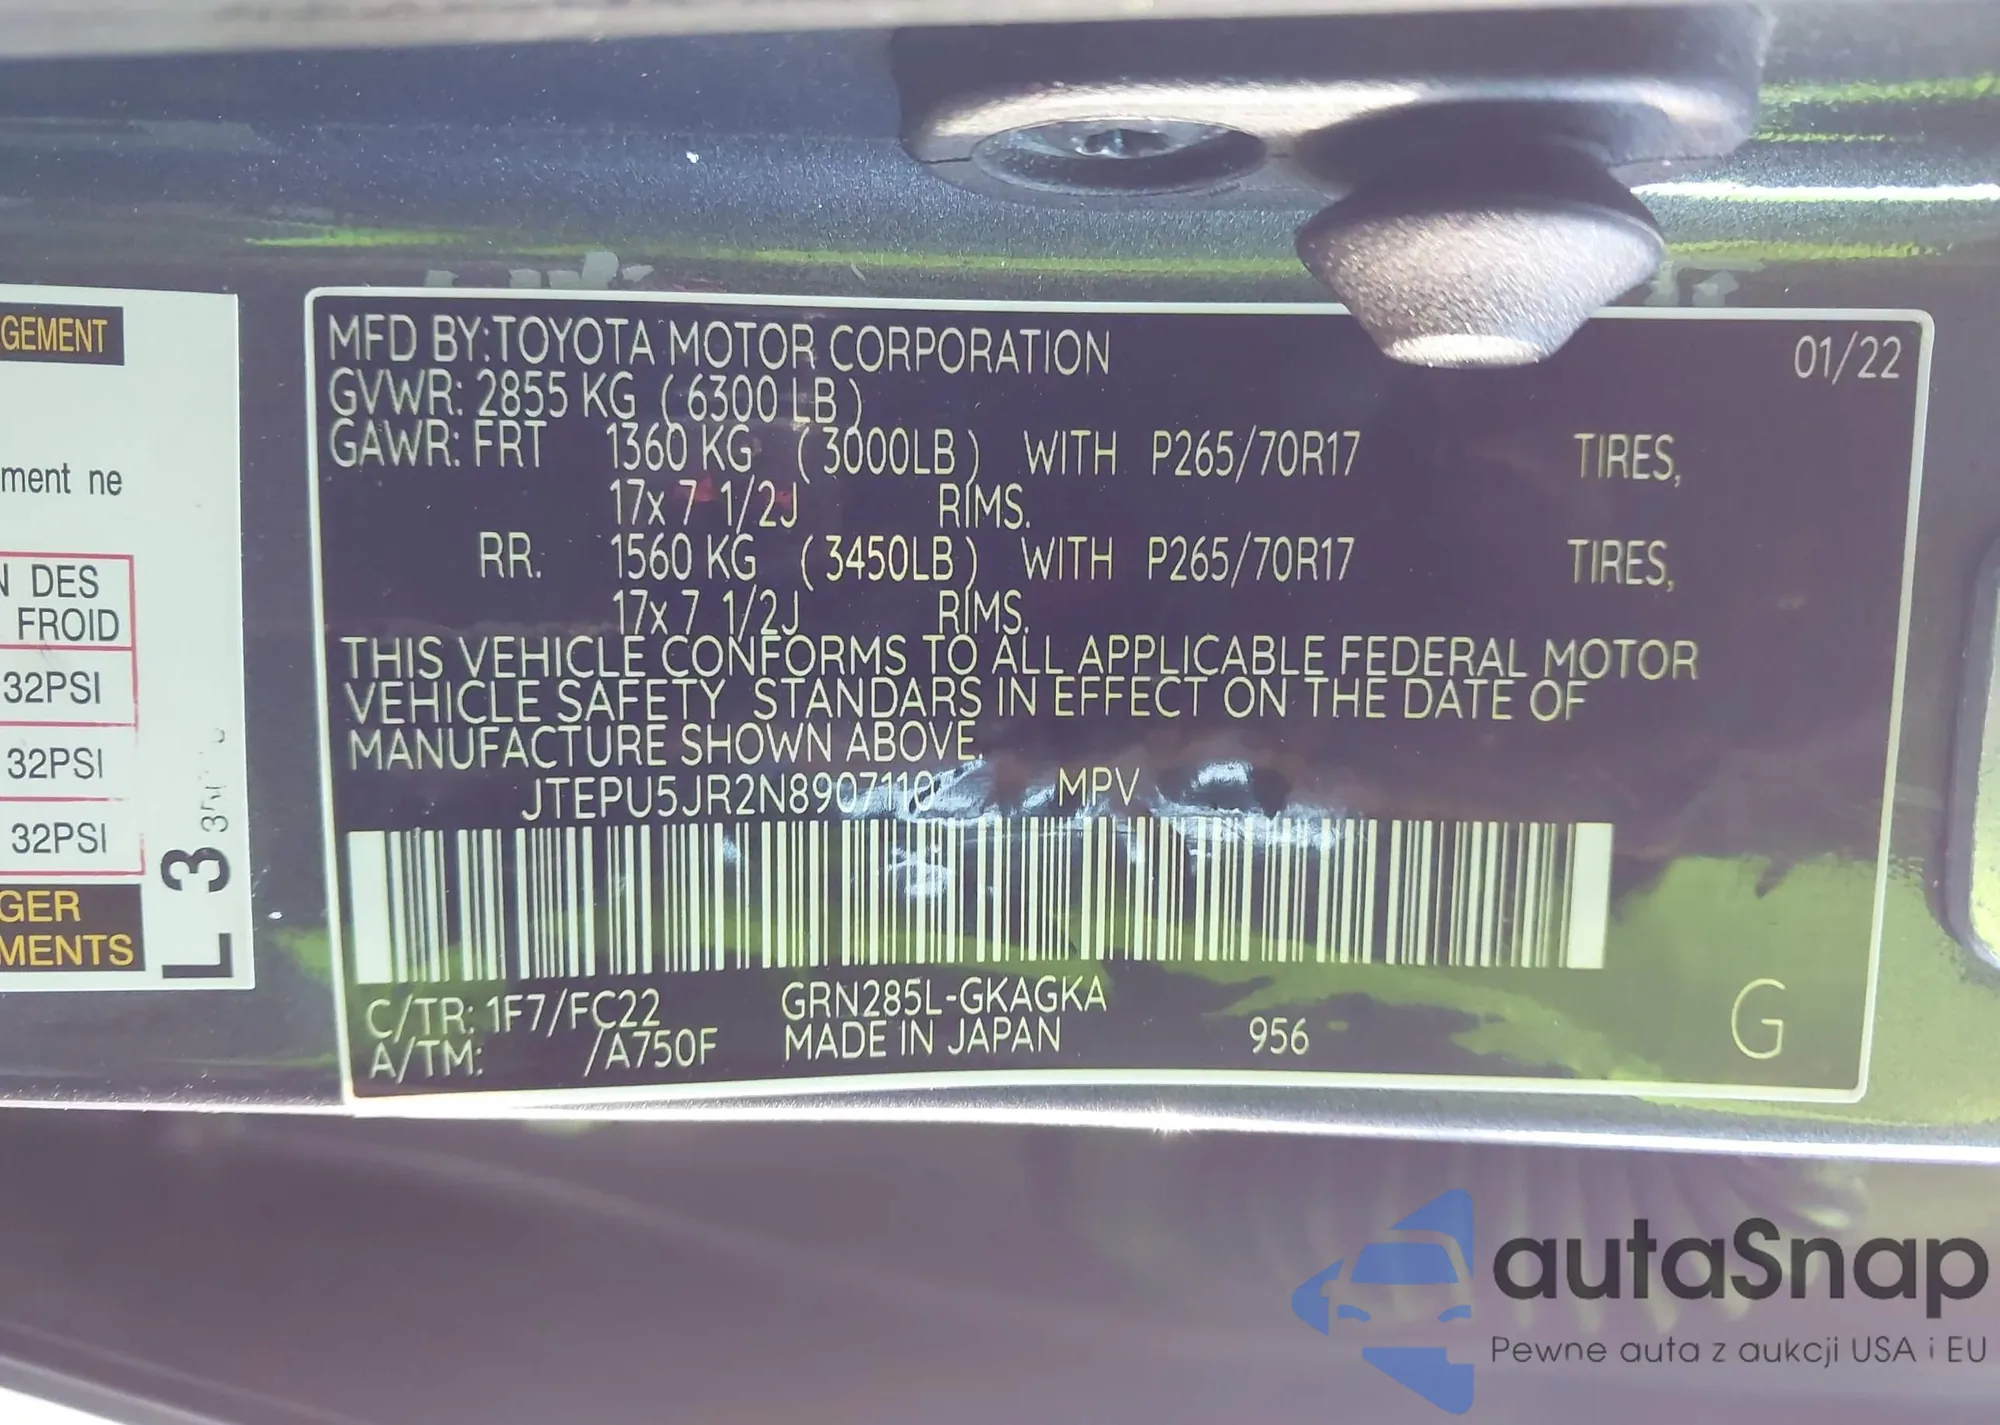 GEMENT
ment ne
N DES
FROID
32PSI
32PSI
32PSI
GER
MENTS
L 3
MFD BY:TOYOTA MOTOR CORPORATION 01/22
GVWR: 2855 KG ( 6300 LB )
GAWR: FRT 1360 KG ( 3000LB ) WITH P265/70R17 TIRES,
17x 7 1/2J RIMS.
RR. 1560 KG ( 3450LB ) WITH P265/70R17 TIRES,
17x 7 1/2J RIMS.
THIS VEHICLE CONFORMS TO ALL APPLICABLE FEDERAL MOTOR
VEHICLE SAFETY STANDARS IN EFFECT ON THE DATE OF
MANUFACTURE SHOWN ABOVE.
JTEPU5JR2N8907110 MPV
C/TR: 1F7/FC22 GRN285L-GKAGKA
A/TM: /A750F MADE IN JAPAN 956 G
autaSnap
Pewne auta z aukcji USA i EU